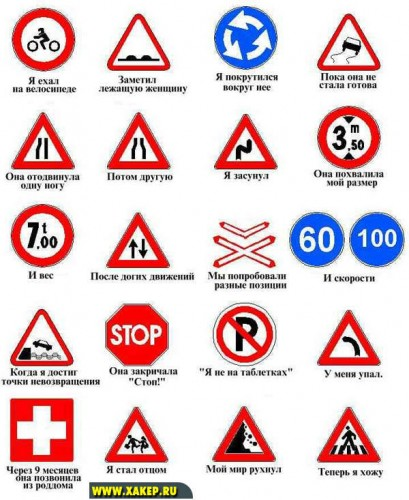 Я ехал
на велосипеде
Заметил
лежащую женщину
Я покрутился
вокруг нее
Пока она не
стала готова
3,50
m
Она отодвинула
одну ногу
Потом другую
Я засунул
Она похвалила
мой размер
7,00
t
60
100
И вес
После догих движений
Мы попробовали
разные позиции
И скорости
STOP
P
Когда я достиг
точки невозвращения
Она закричала
"Стоп!"
"Я не на таблетках"
У меня упал.
Через 9 месяцев
она позвонила
из роддома
Я стал отцом
Мой мир рухнул
Теперь я хожу
WWW.XAKEP.RU